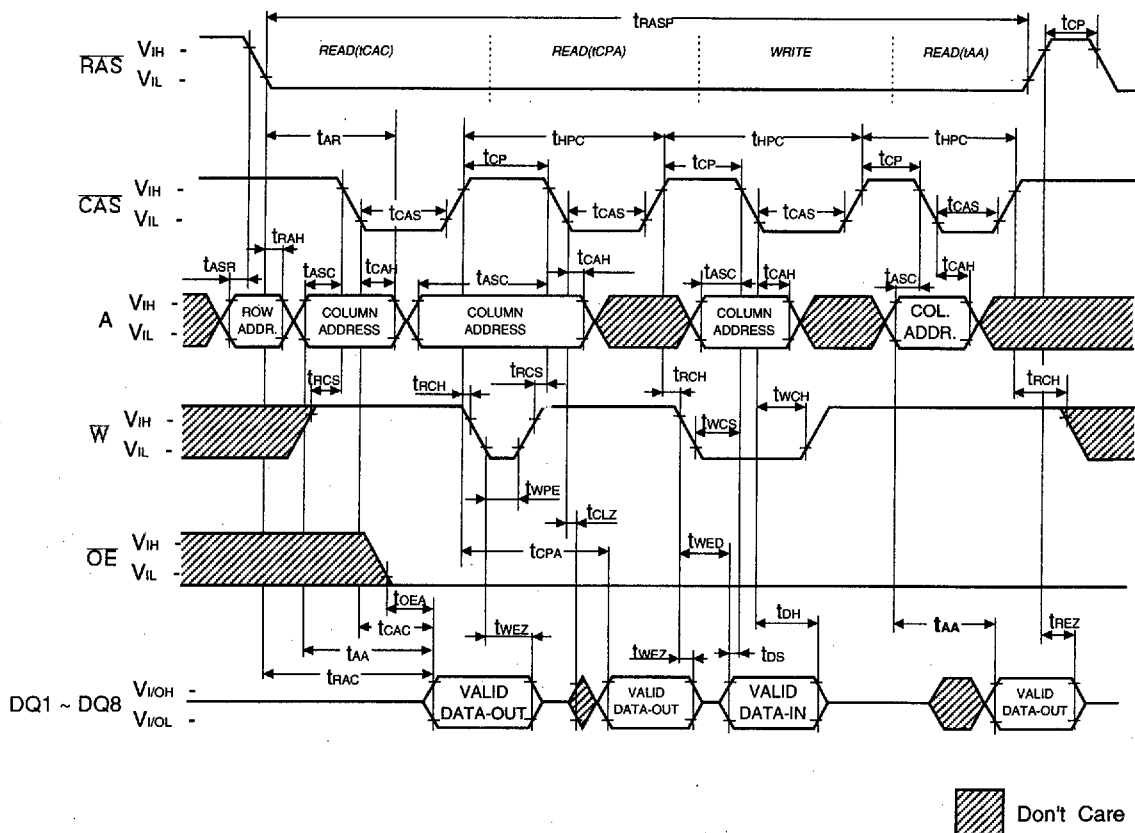 tRASP
tCP
RAS
VIH -
VIL -
READ(tCAC)
READ(tCPA)
WRITE
READ(tAA)
tAR
tHPC
tHPC
tHPC
tCP
tCP
tCP
CAS
VIH -
VIL -
tCAS
tCAS
tCAS
tCAS
tRAH
tASR
tASC
tCAH
tASC
tCAH
tASC
tCAH
tASC
tCAH
A
VIH -
VIL -
ROW ADDR.
COLUMN ADDRESS
COLUMN ADDRESS
COLUMN ADDRESS
COL. ADDR.
tRCS
tRCH
tRCS
tRCH
tWCH
tRCH
W
VIH -
VIL -
tWCS
tWPE
tCLZ
OE
VIH -
VIL -
tCPA
tWED
tOEA
tCAC
tAA
tRAC
tWEZ
tWEZ
tDH
tDS
tAA
tREZ
DQ1 ~ DQ8
VI/OH -
VI/OL -
VALID DATA-OUT
VALID DATA-OUT
VALID DATA-IN
VALID DATA-OUT
Don't Care